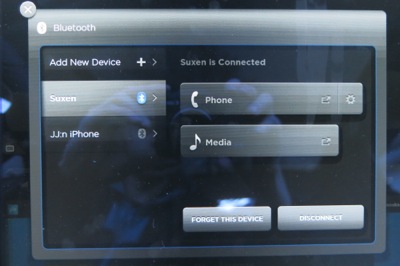 Bluetooth
Add New Device
Suxen is Connected
Suxen
Phone
JJ:n iPhone
Media
FORGET THIS DEVICE
DISCONNECT